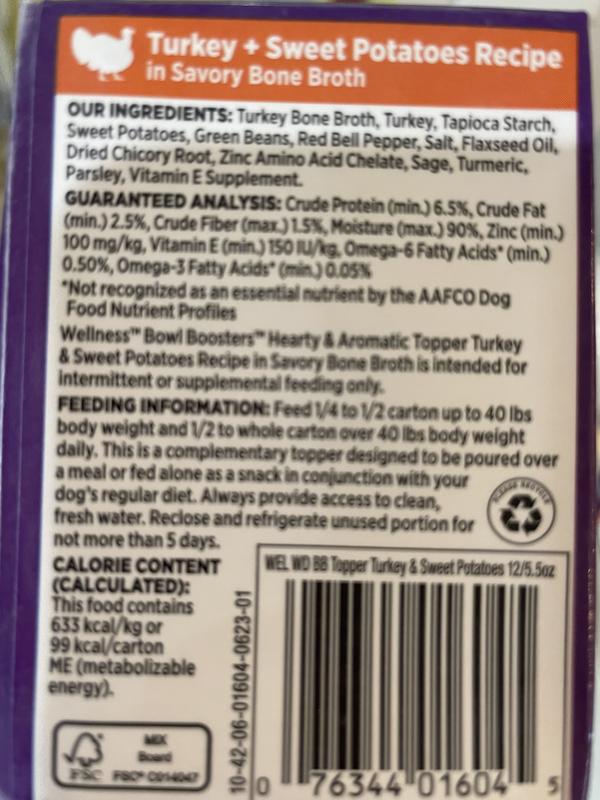 Turkey + Sweet Potatoes Recipe
in Savory Bone Broth
OUR INGREDIENTS: Turkey Bone Broth, Turkey, Tapioca Starch,
Sweet Potatoes, Green Beans, Red Bell Pepper, Salt, Flaxseed Oil,
Dried Chicory Root, Zinc Amino Acid Chelate, Sage, Turmeric,
Parsley, Vitamin E Supplement.
GUARANTEED ANALYSIS: Crude Protein (min.) 6.5%, Crude Fat
(min.) 2.5%, Crude Fiber (max.) 1.5%, Moisture (max.) 90%, Zinc (min.)
100 mg/kg, Vitamin E (min.) 150 IU/kg, Omega-6 Fatty Acids* (min.)
0.50%, Omega-3 Fatty Acids* (min.) 0.05%
*Not recognized as an essential nutrient by the AAFCO Dog
Food Nutrient Profiles
Wellness™ Bowl Boosters™ Hearty & Aromatic Topper Turkey
& Sweet Potatoes Recipe in Savory Bone Broth is intended for
intermittent or supplemental feeding only.
FEEDING INFORMATION: Feed 1/4 to 1/2 carton up to 40 lbs
body weight and 1/2 to whole carton over 40 lbs body weight
daily. This is a complementary topper designed to be poured over
a meal or fed alone as a snack in conjunction with your
dog's regular diet. Always provide access to clean,
fresh water. Reclose and refrigerate unused portion for
not more than 5 days.
PLEASE RECYCLE
CALORIE CONTENT
(CALCULATED):
This food contains
633 kcal/kg or
99 kcal/carton
ME (metabolizable
energy).
WEL WD BB Topper Turkey & Sweet Potatoes 12/5.5oz
10-42-06-01604-0623-01
0 76344 01604 5
FSC
MIX
Board
FSC® C014047